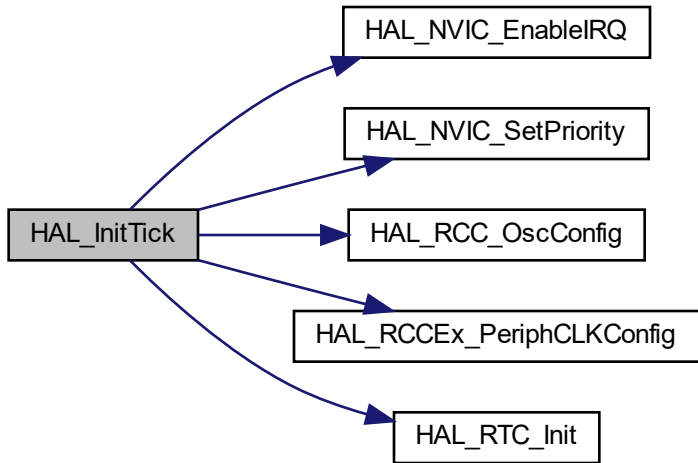 HAL_NVIC_EnableIRQ
HAL_NVIC_SetPriority
HAL_InitTick
HAL_RCC_OscConfig
HAL_RCCEx_PeriphCLKConfig
HAL_RTC_Init